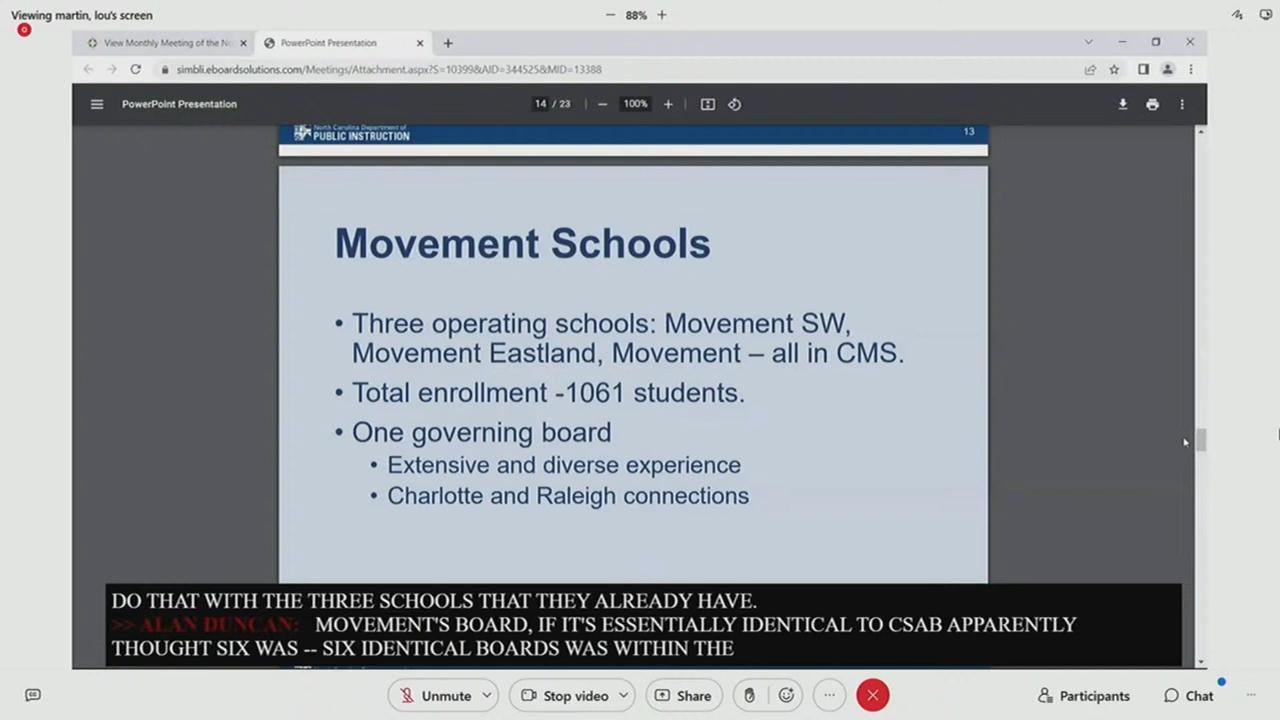 Viewing martin, lou's screen
88%
View Monthly Meeting of the No
PowerPoint Presentation
simbli.eboardsolutions.com/Meetings/Attachment.aspx?S=10399&AID=344525&MID=13388
PowerPoint Presentation
14 / 23
100%
North Carolina Department of
PUBLIC INSTRUCTION
13
Movement Schools
• Three operating schools: Movement SW,
Movement Eastland, Movement – all in CMS.
• Total enrollment -1061 students.
• One governing board
• Extensive and diverse experience
• Charlotte and Raleigh connections
DO THAT WITH THE THREE SCHOOLS THAT THEY ALREADY HAVE.
>> ALAN DUNCAN: MOVEMENT'S BOARD, IF IT'S ESSENTIALLY IDENTICAL TO CSAB APPARENTLY
THOUGHT SIX WAS -- SIX IDENTICAL BOARDS WAS WITHIN THE
Unmute
Stop video
Share
Participants
Chat